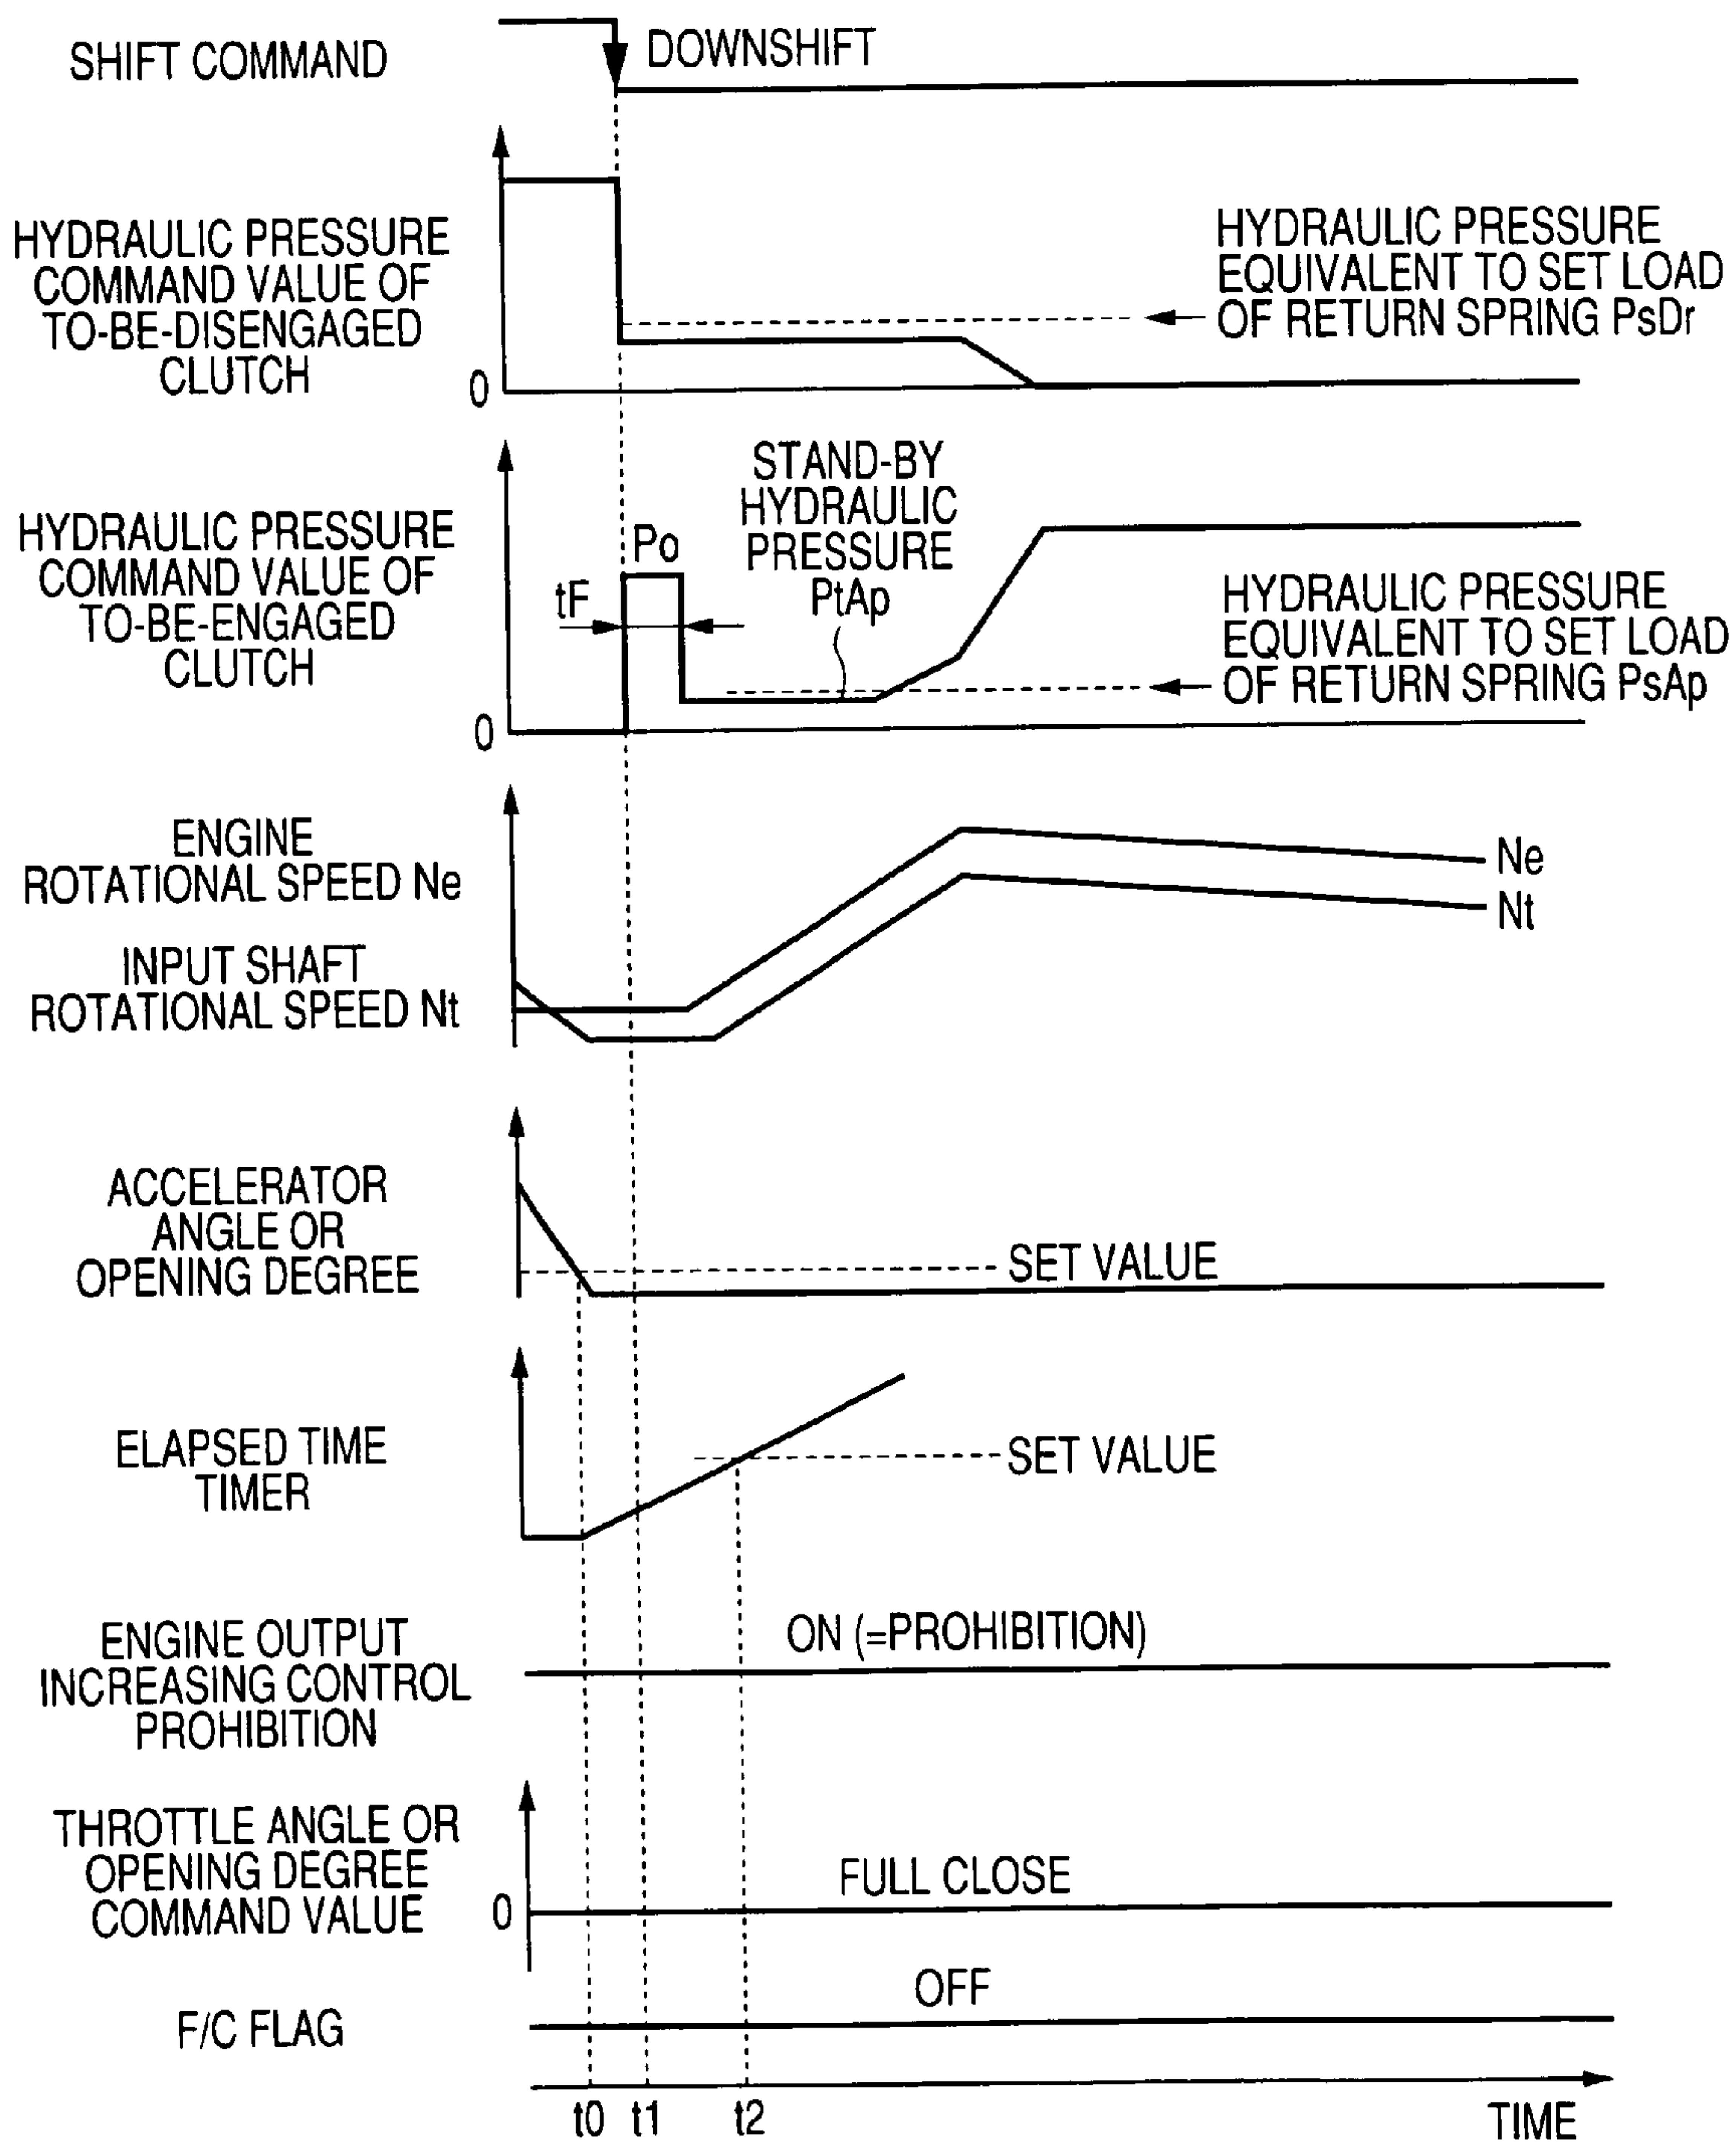 SHIFT COMMAND
DOWNSHIFT
HYDRAULIC PRESSURE
COMMAND VALUE OF
TO-BE-DISENGAGED
CLUTCH
0
HYDRAULIC PRESSURE
EQUIVALENT TO SET LOAD
OF RETURN SPRING PsDr
HYDRAULIC PRESSURE
COMMAND VALUE OF
TO-BE-ENGAGED
CLUTCH
0
tF
Po
STAND-BY
HYDRAULIC
PRESSURE
PtAp
HYDRAULIC PRESSURE
EQUIVALENT TO SET LOAD
OF RETURN SPRING PsAp
ENGINE
ROTATIONAL SPEED Ne
INPUT SHAFT
ROTATIONAL SPEED Nt
Ne
Nt
ACCELERATOR
ANGLE OR
OPENING DEGREE
SET VALUE
ELAPSED TIME
TIMER
SET VALUE
ENGINE OUTPUT
INCREASING CONTROL
PROHIBITION
ON (=PROHIBITION)
THROTTLE ANGLE OR
OPENING DEGREE
COMMAND VALUE
0
FULL CLOSE
F/C FLAG
OFF
t0 t1 t2 TIME